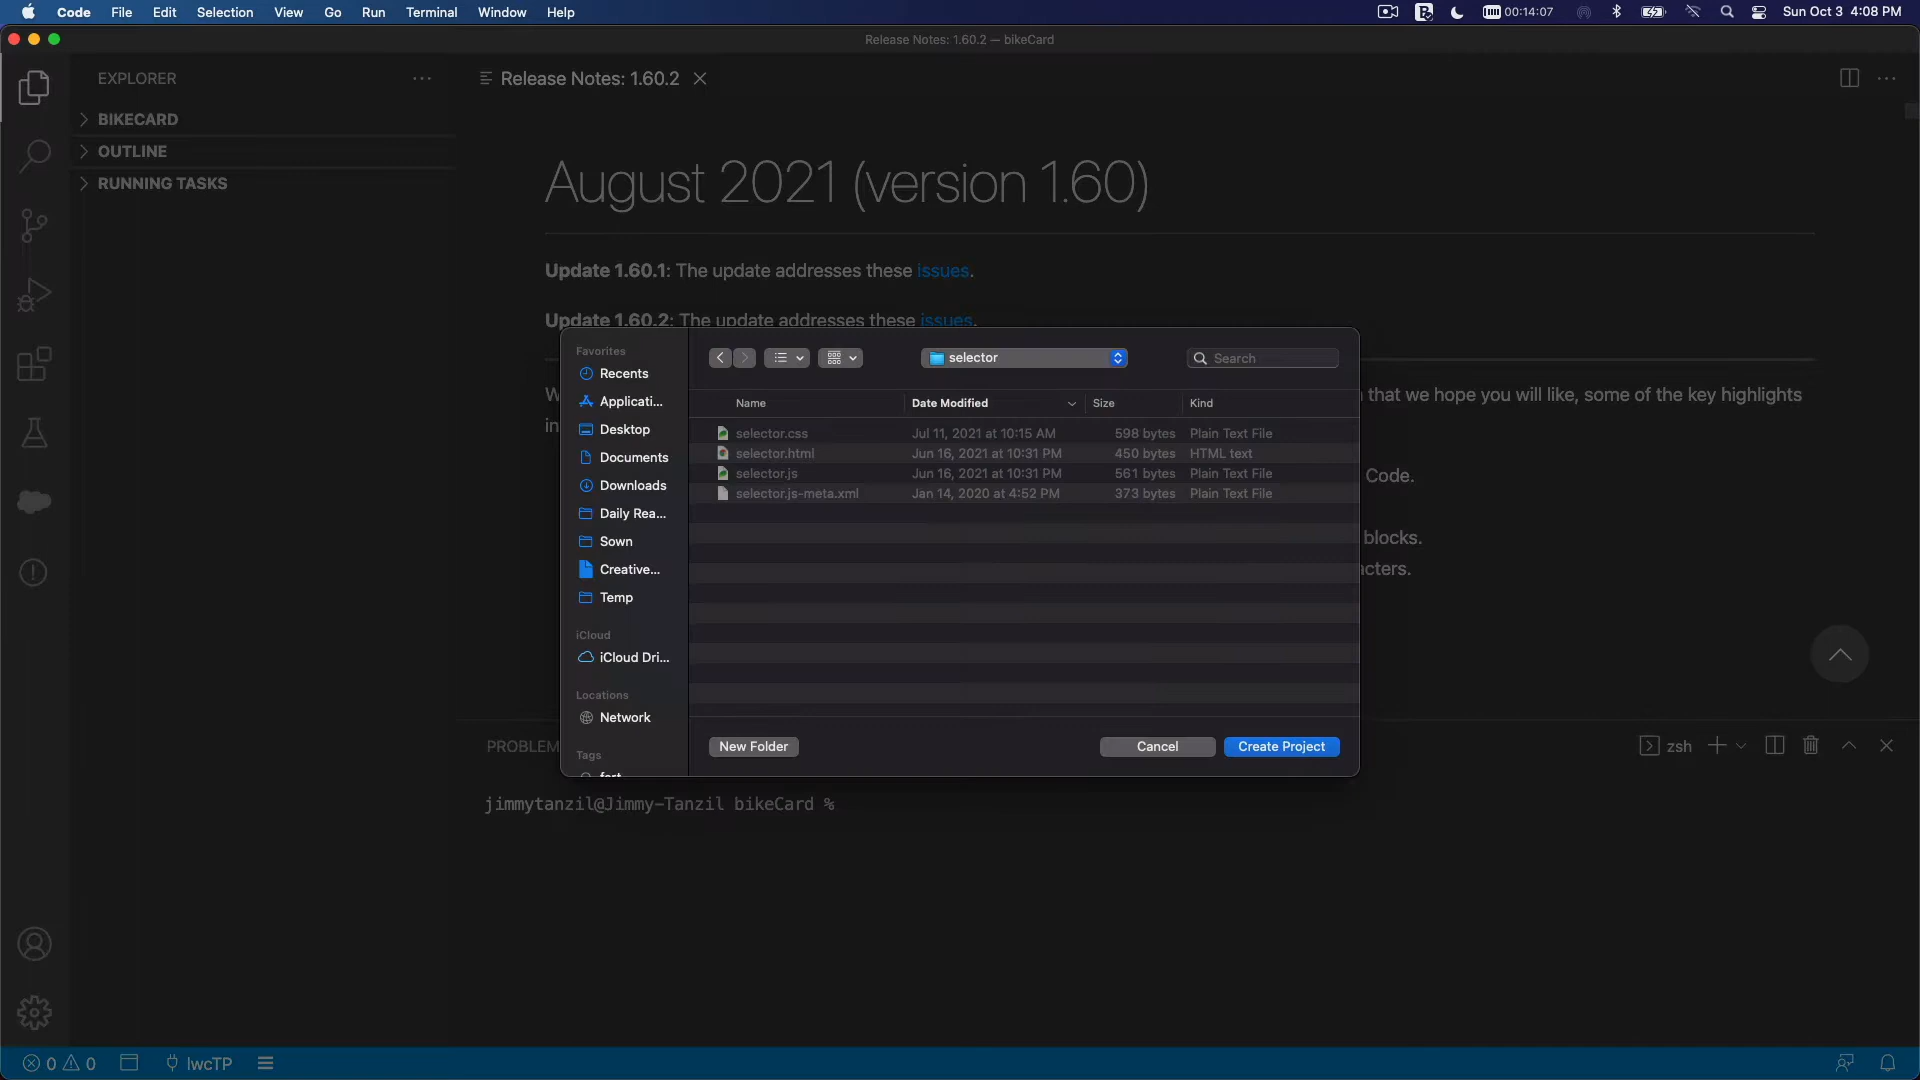 Code File Edit Selection View Go Run Terminal Window Help 00:14:07 Sun Oct 3 4:08 PM
Release Notes: 1.60.2 — bikeCard
EXPLORER
Release Notes: 1.60.2
BIKECARD
OUTLINE
RUNNING TASKS
August 2021 (version 1.60)
Update 1.60.1: The update addresses these issues.
Update 1.60.2: The update addresses these issues.
Favorites
Recents
Applicati...
Desktop
Documents
Downloads
Daily Rea...
Sown
Creative...
Temp
iCloud
iCloud Dri...
Locations
Network
Tags
selector
Search
Name Date Modified Size Kind
selector.css Jul 11, 2021 at 10:15 AM 598 bytes Plain Text File
selector.html Jun 16, 2021 at 10:31 PM 450 bytes HTML text
selector.js Jun 16, 2021 at 10:31 PM 561 bytes Plain Text File
selector.js-meta.xml Jan 14, 2020 at 4:52 PM 373 bytes Plain Text File
New Folder Cancel Create Project
that we hope you will like, some of the key highlights
in
Code.
blocks.
acters.
PROBLEM
zsh
jimmytanzil@Jimmy-Tanzil bikeCard %
0 0 lwcTP